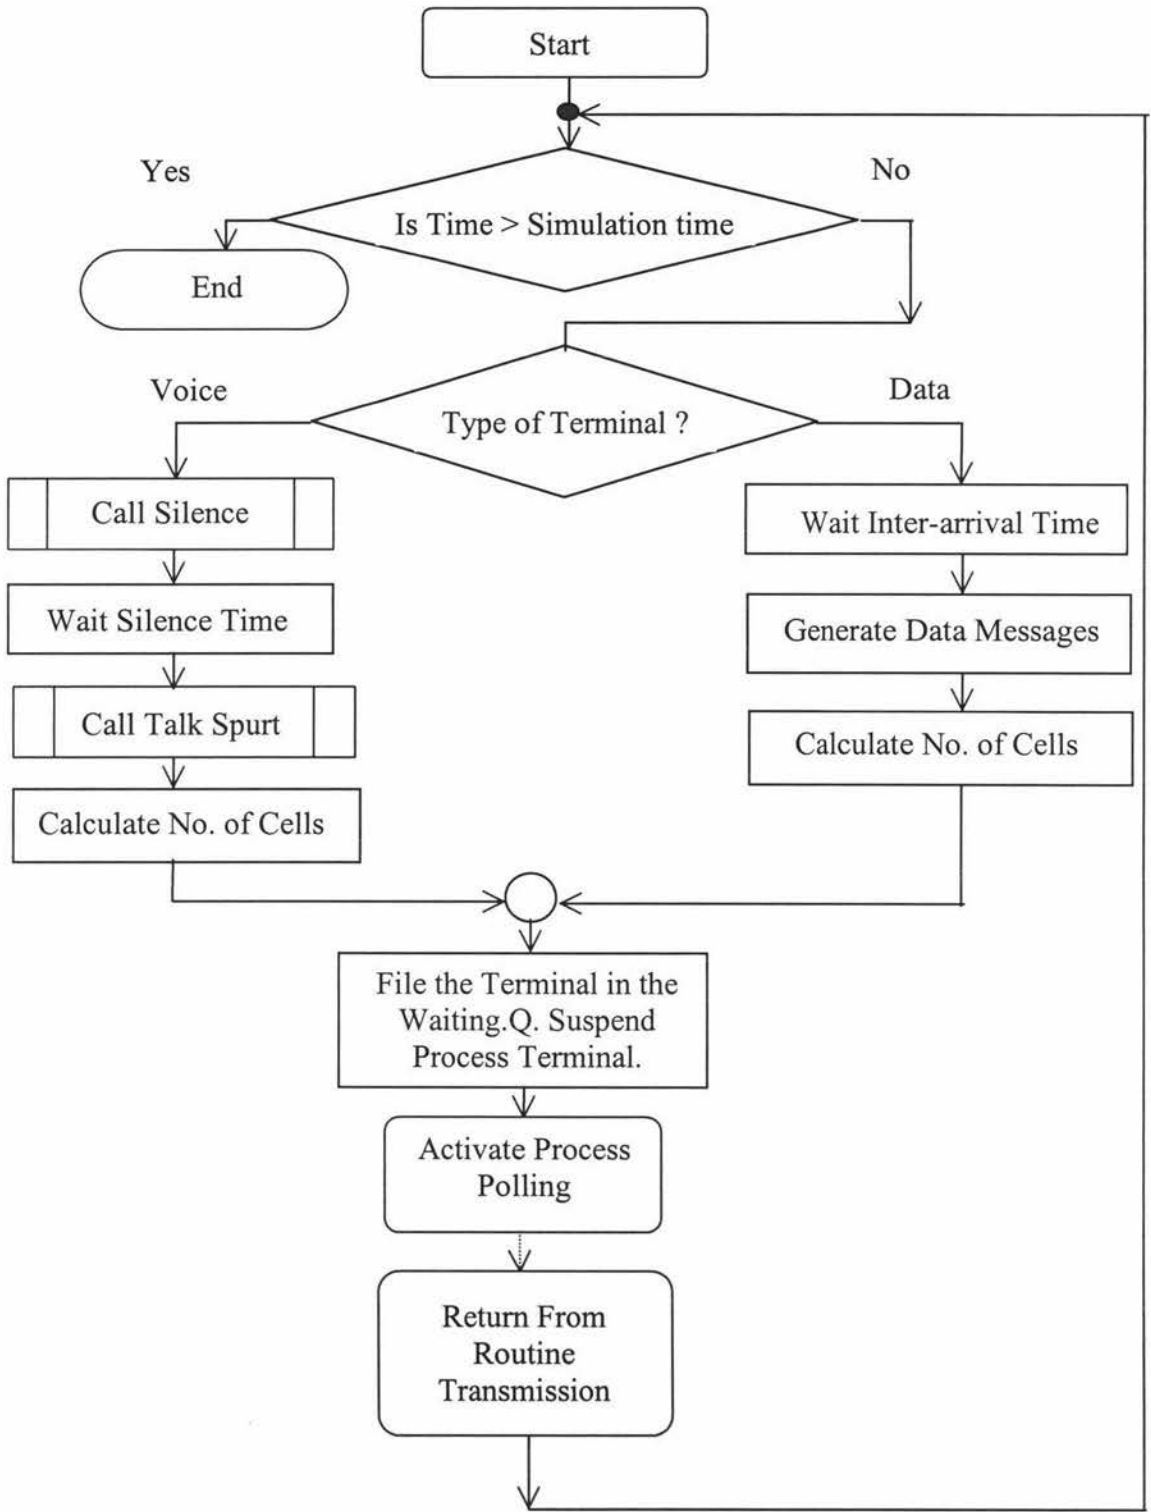 Start
Yes
No
Is Time > Simulation time
End
Voice
Data
Type of Terminal ?
Call Silence
Wait Silence Time
Call Talk Spurt
Calculate No. of Cells
Wait Inter-arrival Time
Generate Data Messages
Calculate No. of Cells
File the Terminal in the
Waiting.Q. Suspend
Process Terminal.
Activate Process
Polling
Return From
Routine
Transmission